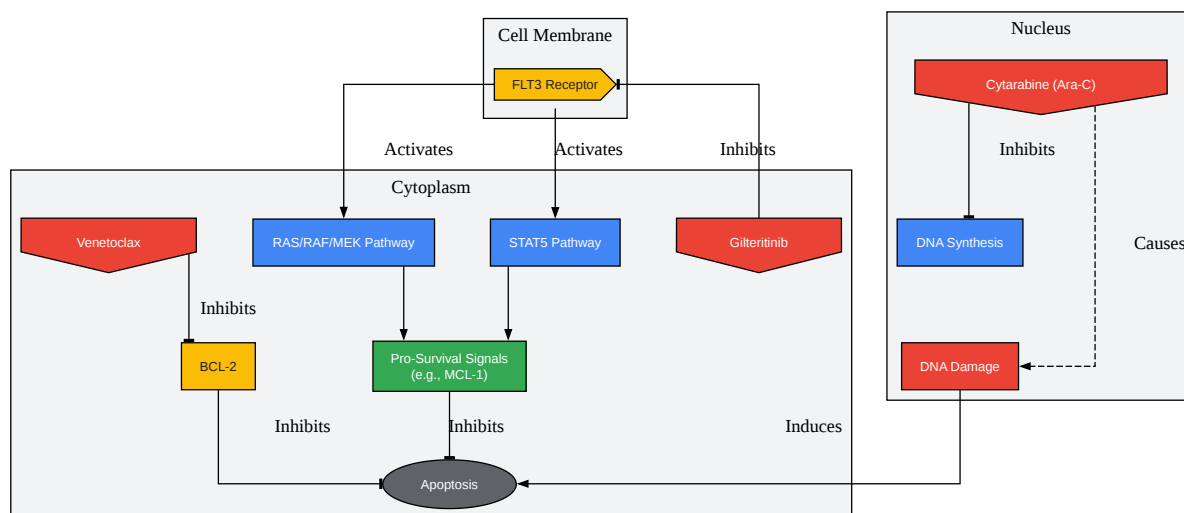 Cell Membrane
FLT3 Receptor
Nucleus
Cytarabine (Ara-C)
Activates
Activates
Inhibits
Inhibits
Cytoplasm
Venetoclax
RAS/RAF/MEK Pathway
STAT5 Pathway
Gilteritinib
DNA Synthesis
Causes
Inhibits
BCL-2
Pro-Survival Signals
(e.g., MCL-1)
DNA Damage
Inhibits
Inhibits
Induces
Apoptosis